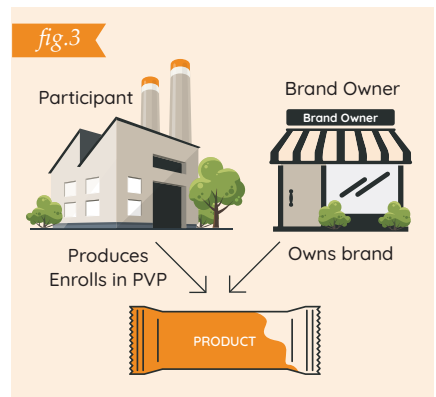 fig.3
Participant
Brand Owner
Brand Owner
Produces
Enrolls in PVP
Owns brand
PRODUCT